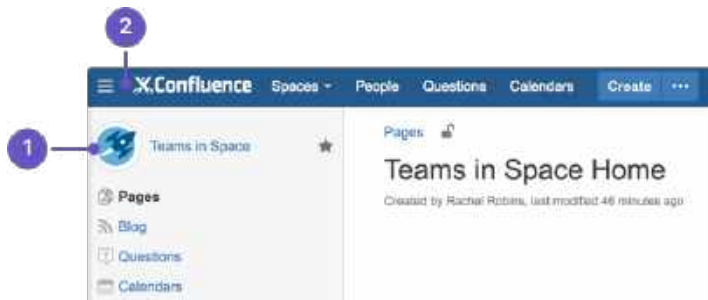 2
Confluence Spaces People Questions Calendars Create
1
Teams in Space
Pages
Teams in Space Home
Created by Rachel Robins, last modified 46 minutes ago
Pages
Blog
Questions
Calendars